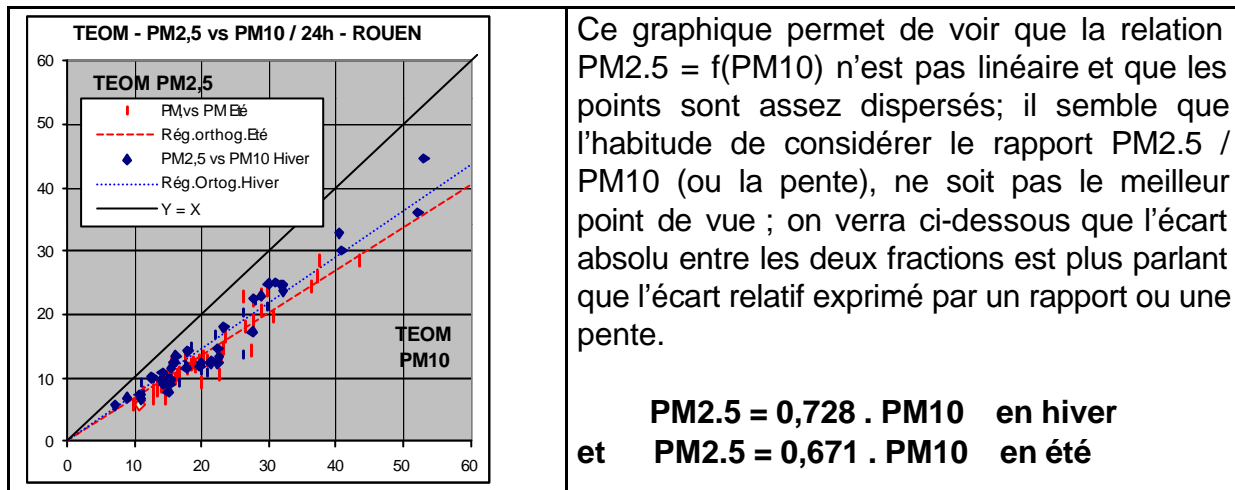 TEOM - PM2,5 vs PM10 / 24h - ROUEN
60
50
40
30
20
10
0
0 10 20 30 40 50 60
TEOM PM2,5
PM,vs PM Eté
Rég.orthog.Eté
PM2,5 vs PM10 Hiver
Rég.Ortog.Hiver
Y = X
TEOM
PM10
Ce graphique permet de voir que la relation
PM2.5 = f(PM10) n’est pas linéaire et que les
points sont assez dispersés; il semble que
l’habitude de considérer le rapport PM2.5 /
PM10 (ou la pente), ne soit pas le meilleur
point de vue ; on verra ci-dessous que l’écart
absolu entre les deux fractions est plus parlant
que l’écart relatif exprimé par un rapport ou une
pente.
PM2.5 = 0,728 . PM10 en hiver
et PM2.5 = 0,671 . PM10 en été